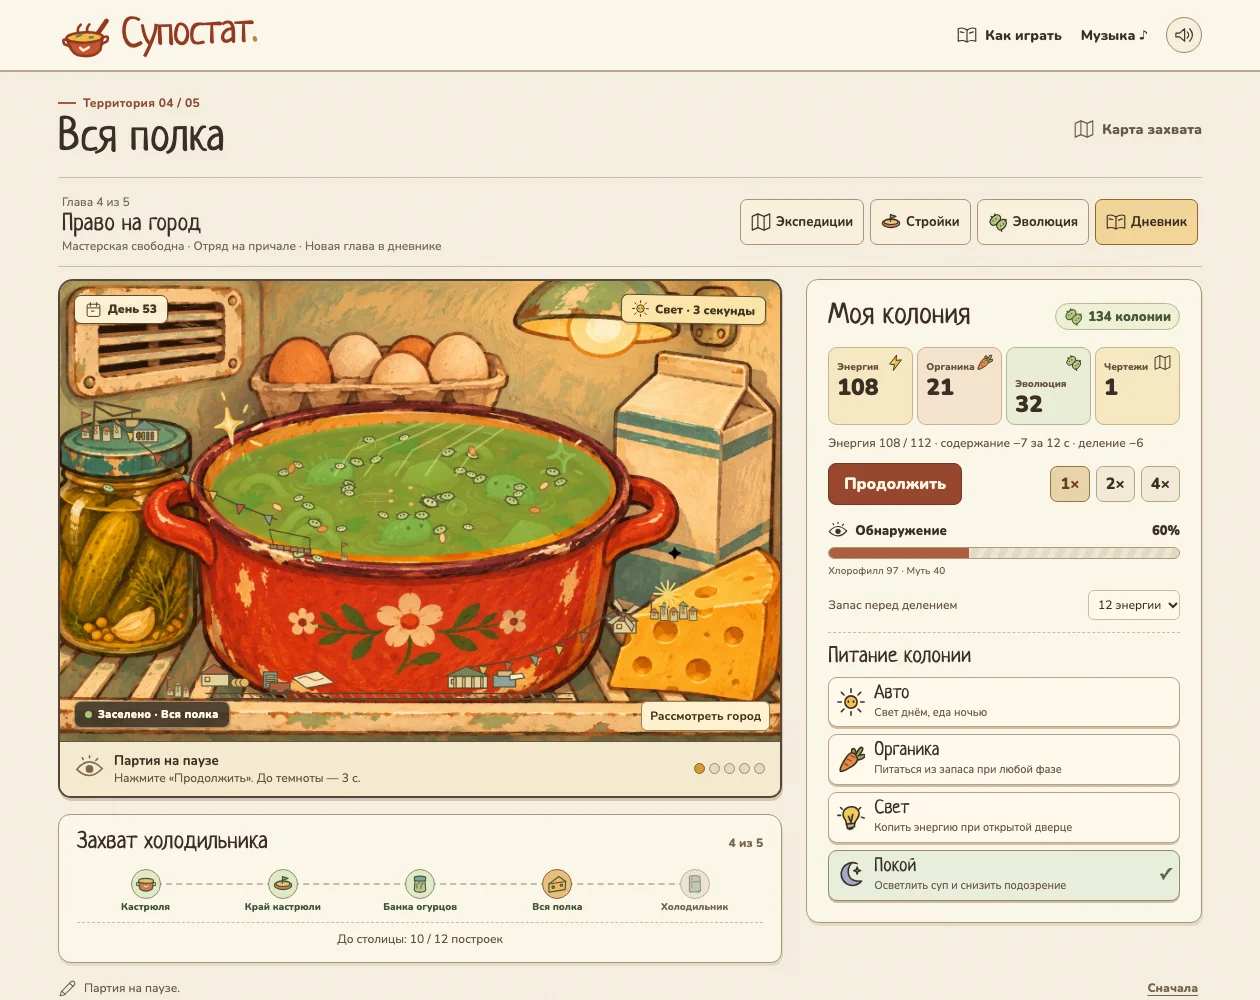 Супостат.
Как играть
Музыка ♪
Территория 04 / 05
Вся полка
Карта захвата
Глава 4 из 5
Право на город
Мастерская свободна · Отряд на причале · Новая глава в дневнике
Экспедиции
Стройки
Эволюция
Дневник
День 53
Свет · 3 секунды
Заселено · Вся полка
Рассмотреть город
Партия на паузе
Нажмите «Продолжить». До темноты — 3 с.
Захват холодильника
4 из 5
Кастрюля
Край кастрюли
Банка огурцов
Вся полка
Холодильник
До столицы: 10 / 12 построек
Моя колония
134 колонии
Энергия
108
Органика
21
Эволюция
32
Чертежи
1
Энергия 108 / 112 · содержание −7 за 12 с · деление −6
Продолжить
1×
2×
4×
Обнаружение
60%
Хлорофилл 97 · Муть 40
Запас перед делением
12 энергии
Питание колонии
Авто
Свет днём, еда ночью
Органика
Питаться из запаса при любой фазе
Свет
Копить энергию при открытой дверце
Покой
Осветлить суп и снизить подозрение
Партия на паузе.
Сначала